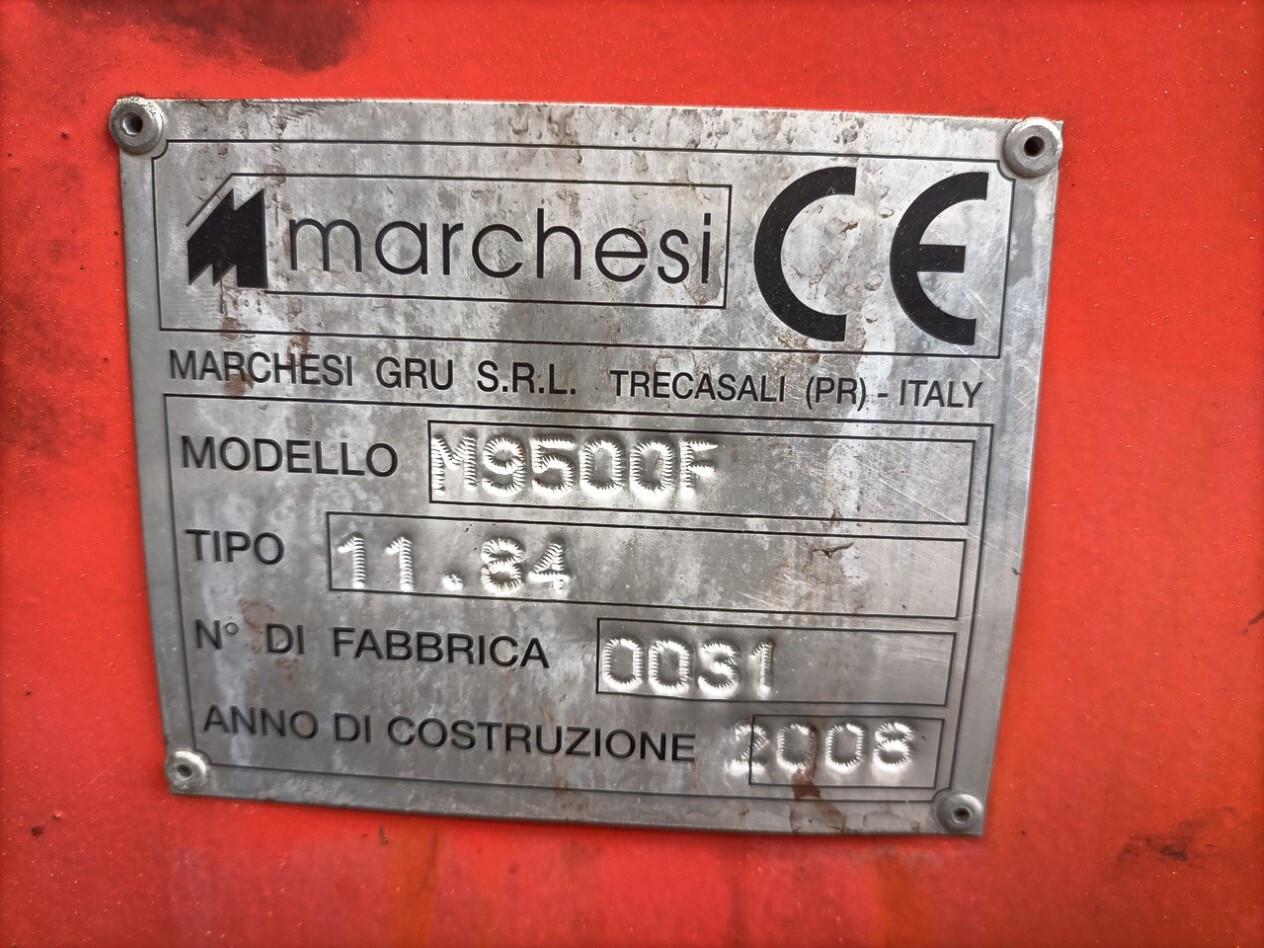 marchesi CE
MARCHESI GRU S.R.L. TRECASALI (PR) - ITALY
MODELLO M9500F
TIPO 11.84
N° DI FABBRICA 0031
ANNO DI COSTRUZIONE 2008